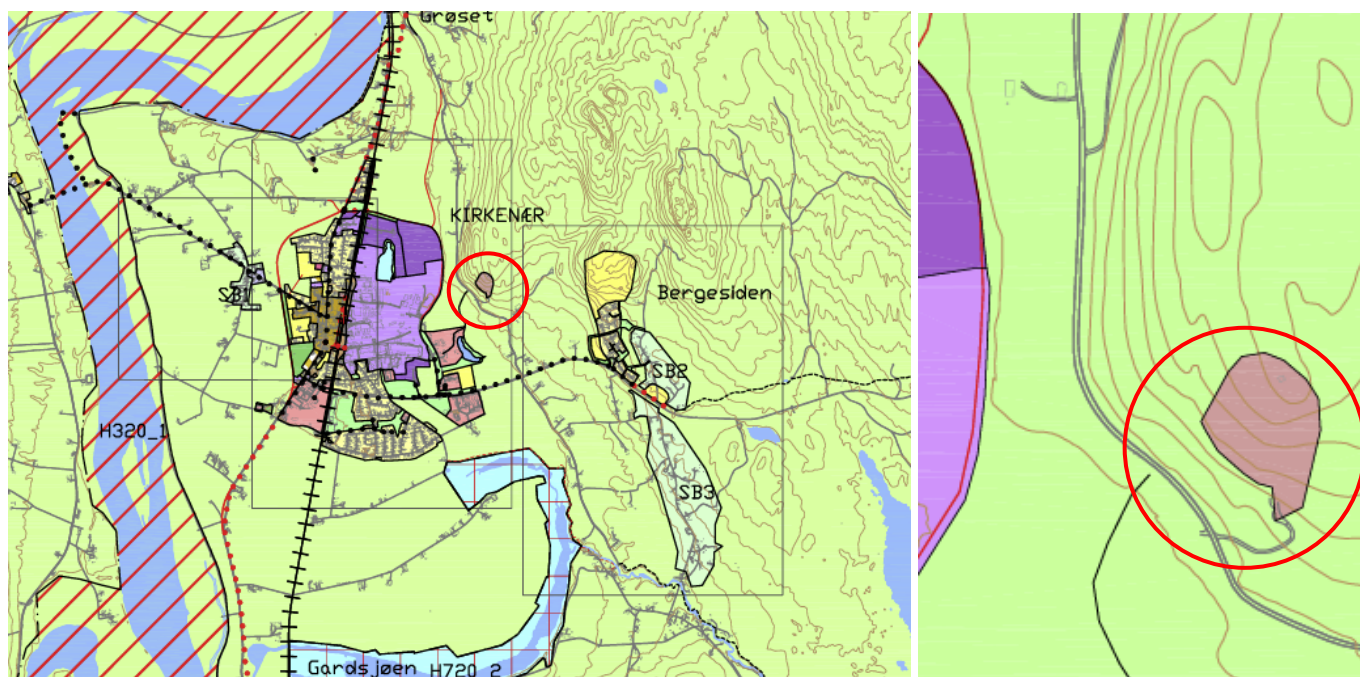 Grøset
KIRKENÆR
SB1
Bergesiden
SB2
H320_1
SB3
Gardsjøen H720_2